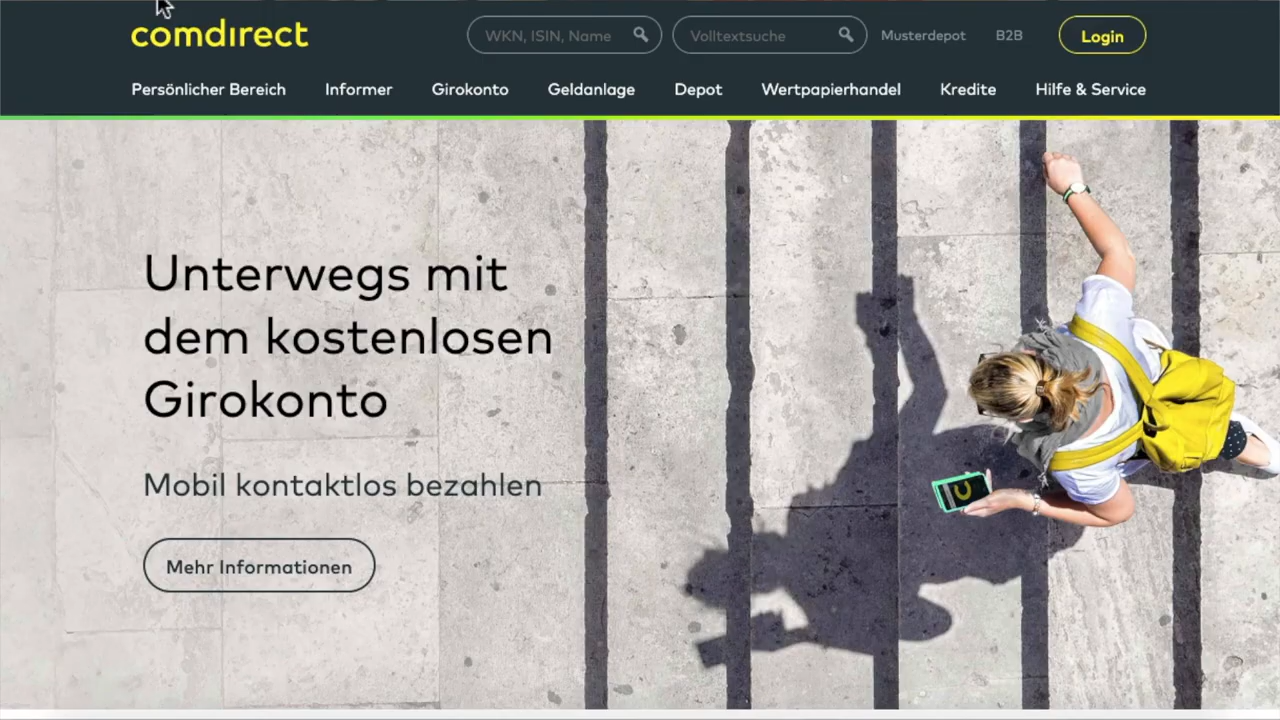 comdirect
WKN, ISIN, Name
Volltextsuche
Musterdepot
B2B
Login
Persönlicher Bereich
Informer
Girokonto
Geldanlage
Depot
Wertpapierhandel
Kredite
Hilfe & Service
Unterwegs mit
dem kostenlosen
Girokonto
Mobil kontaktlos bezahlen
Mehr Informationen